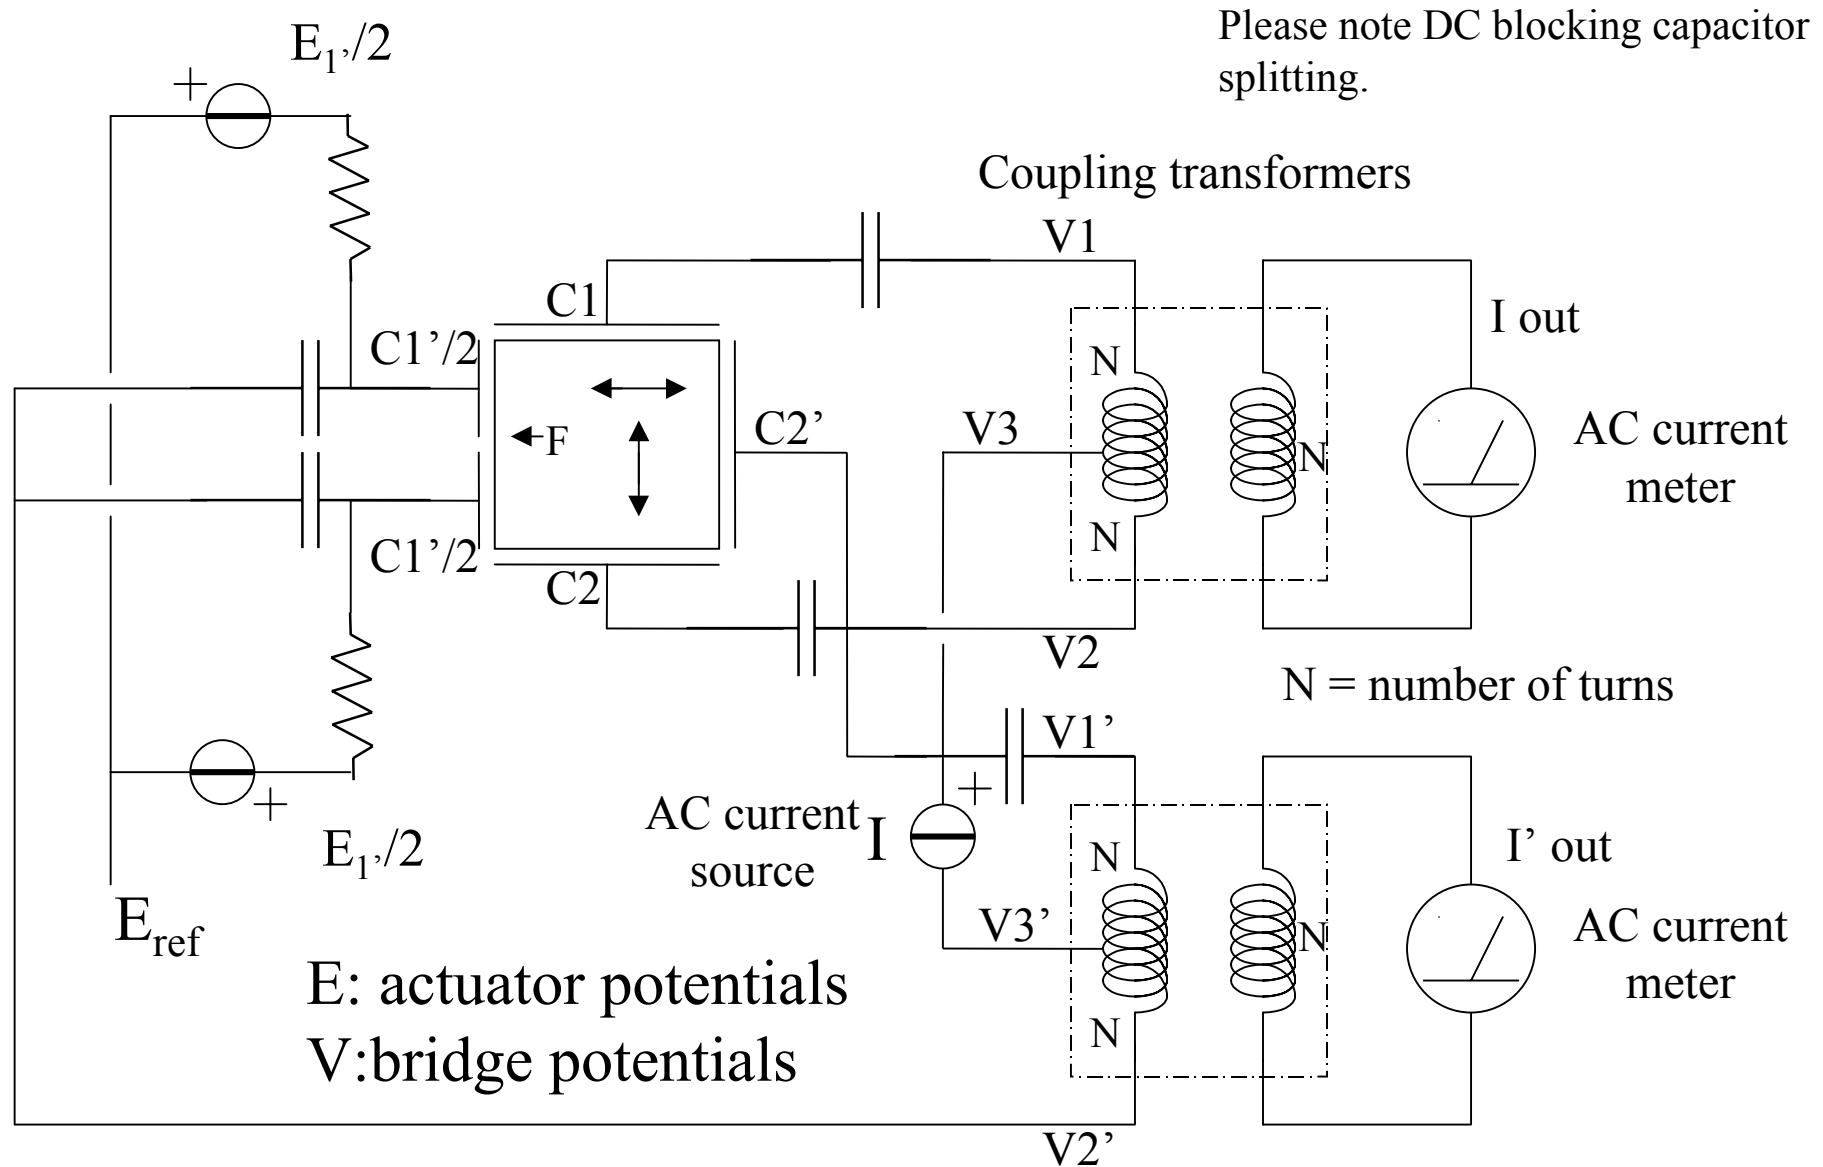 Please note DC blocking capacitor
splitting.
E1’/2
+
Coupling transformers
V1
C1
I out
C1’/2
N
F
C2’
V3
AC current
meter
N
N
C1’/2
C2
V2
N = number of turns
V1’
+
AC current
source
I
+
E1’/2
N
I’ out
Eref
V3’
N
AC current
meter
E: actuator potentials
V:bridge potentials
N
V2’